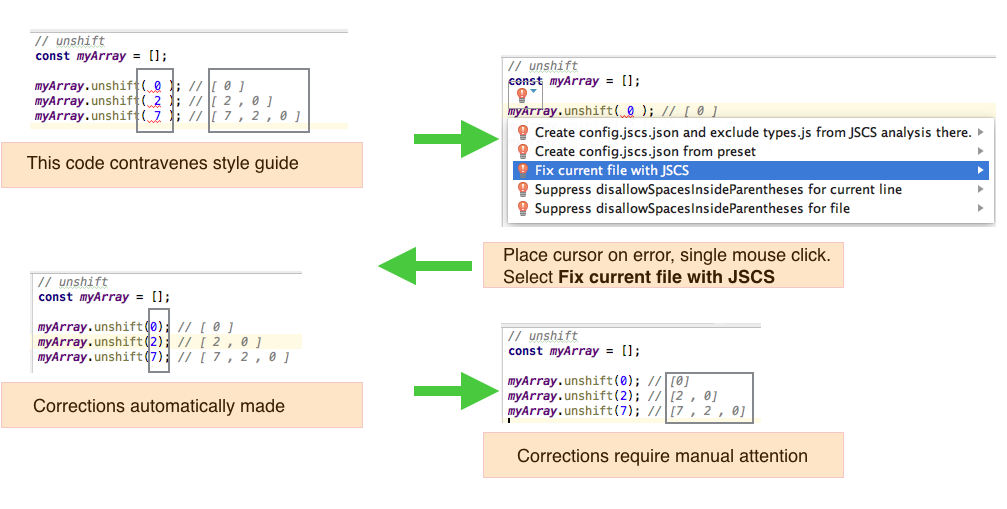 // unshift
const myArray = [];
myArray.unshift( 0 ); // [ 0 ]
myArray.unshift( 2 ); // [ 2 , 0 ]
myArray.unshift( 7 ); // [ 7 , 2 , 0 ]
This code contravenes style guide
// unshift
const myArray = [];
myArray.unshift( 0 ); // [ 0 ]
Create config.jscs.json and exclude types.js from JSCS analysis there.
Create config.jscs.json from preset
Fix current file with JSCS
Suppress disallowSpacesInsideParentheses for current line
Suppress disallowSpacesInsideParentheses for file
Place cursor on error, single mouse click.
Select Fix current file with JSCS
// unshift
const myArray = [];
myArray.unshift(0); // [ 0 ]
myArray.unshift(2); // [ 2 , 0 ]
myArray.unshift(7); // [ 7 , 2 , 0 ]
Corrections automatically made
// unshift
const myArray = [];
myArray.unshift(0); // [0]
myArray.unshift(2); // [2 , 0]
myArray.unshift(7); // [7 , 2 , 0]
Corrections require manual attention